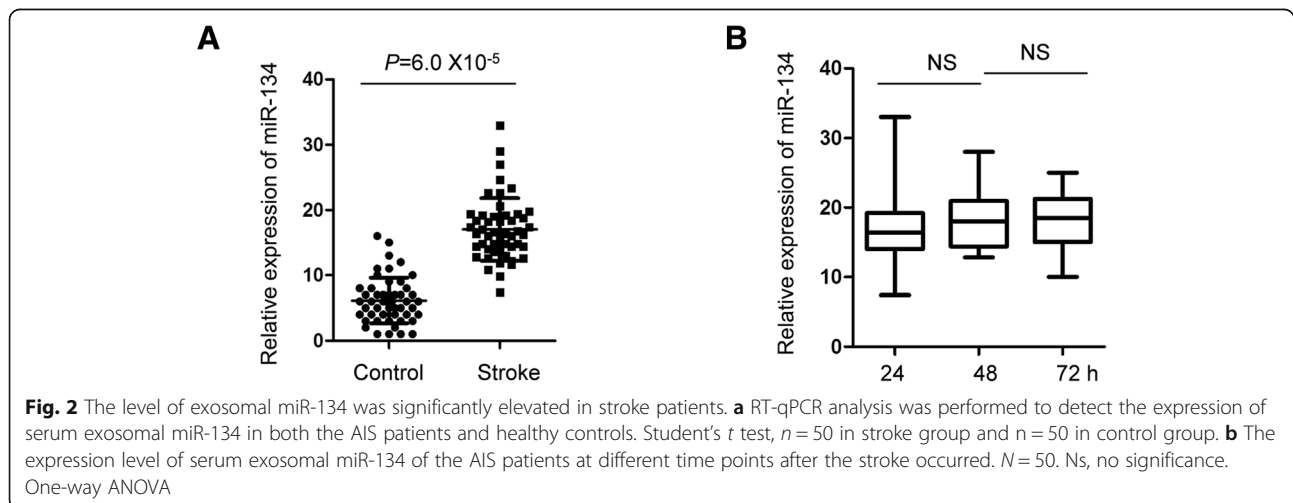 A
P=6.0 X10-5
Relative expression of miR-134
40
30
20
10
0
Control Stroke
B
NS NS
Relative expression of miR-134
40
30
20
10
0
24 48 72 h
Fig. 2 The level of exosomal miR-134 was significantly elevated in stroke patients. a RT-qPCR analysis was performed to detect the expression of
serum exosomal miR-134 in both the AIS patients and healthy controls. Student's t test, n = 50 in stroke group and n = 50 in control group. b The
expression level of serum exosomal miR-134 of the AIS patients at different time points after the stroke occurred. N = 50. Ns, no significance.
One-way ANOVA